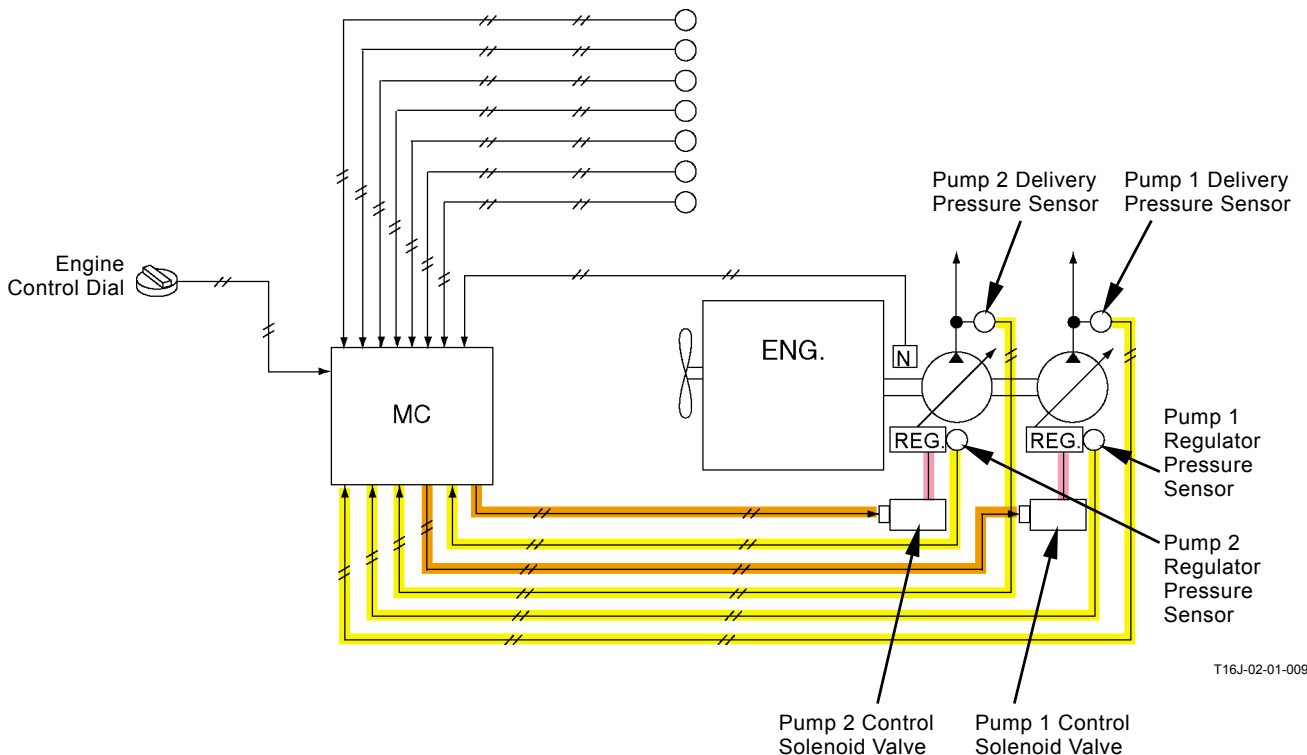 Pump 2 Delivery
Pressure Sensor
Pump 1 Delivery
Pressure Sensor
Engine
Control Dial
ENG.
N
MC
REG.
REG.
Pump 1
Regulator
Pressure
Sensor
Pump 2
Regulator
Pressure
Sensor
T16J-02-01-009
Pump 2 Control
Solenoid Valve
Pump 1 Control
Solenoid Valve